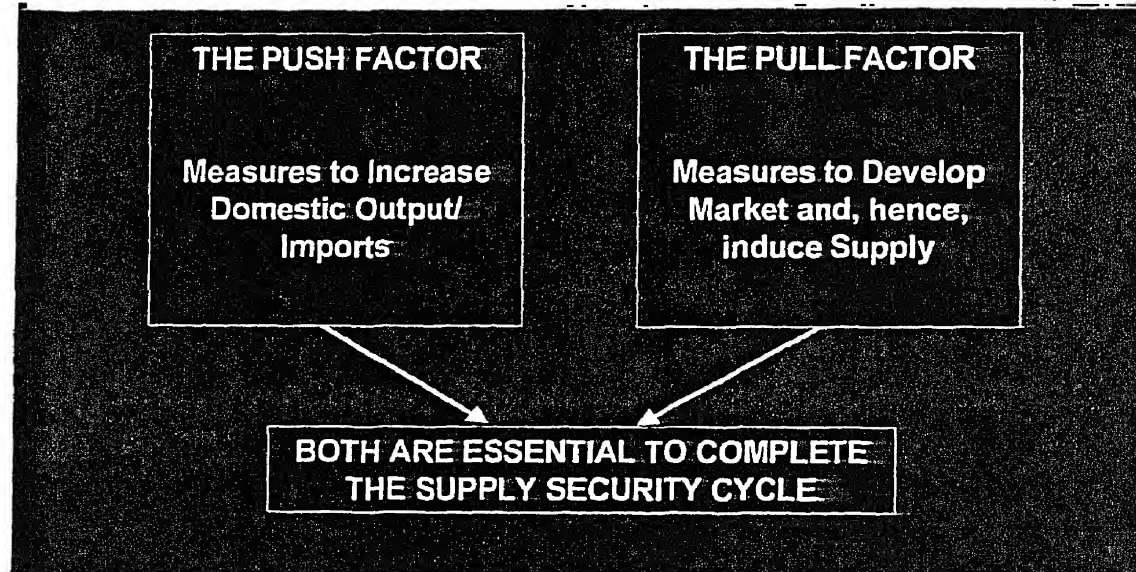 THE PUSH FACTOR
Measures to Increase
Domestic Output/
Imports
THE PULL FACTOR
Measures to Develop
Market and, hence,
induce Supply
BOTH ARE ESSENTIAL TO COMPLETE
THE SUPPLY SECURITY CYCLE